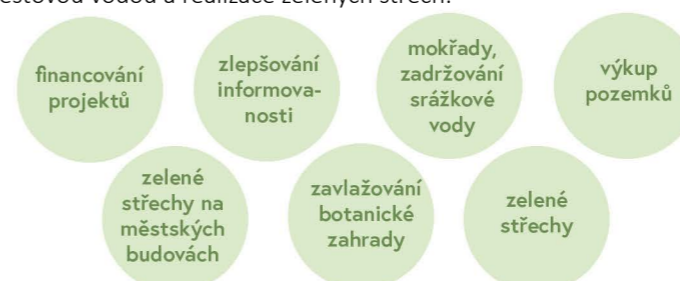 vodou a realizace zelených střech.
financování
projektů
zlepšování
informova-
nosti
mokřady,
zadržování
srážkové
vody
výkup
pozemků
zelené
střechy na
městských
budovách
zavlažování
botanické
zahrady
zelené
střechy